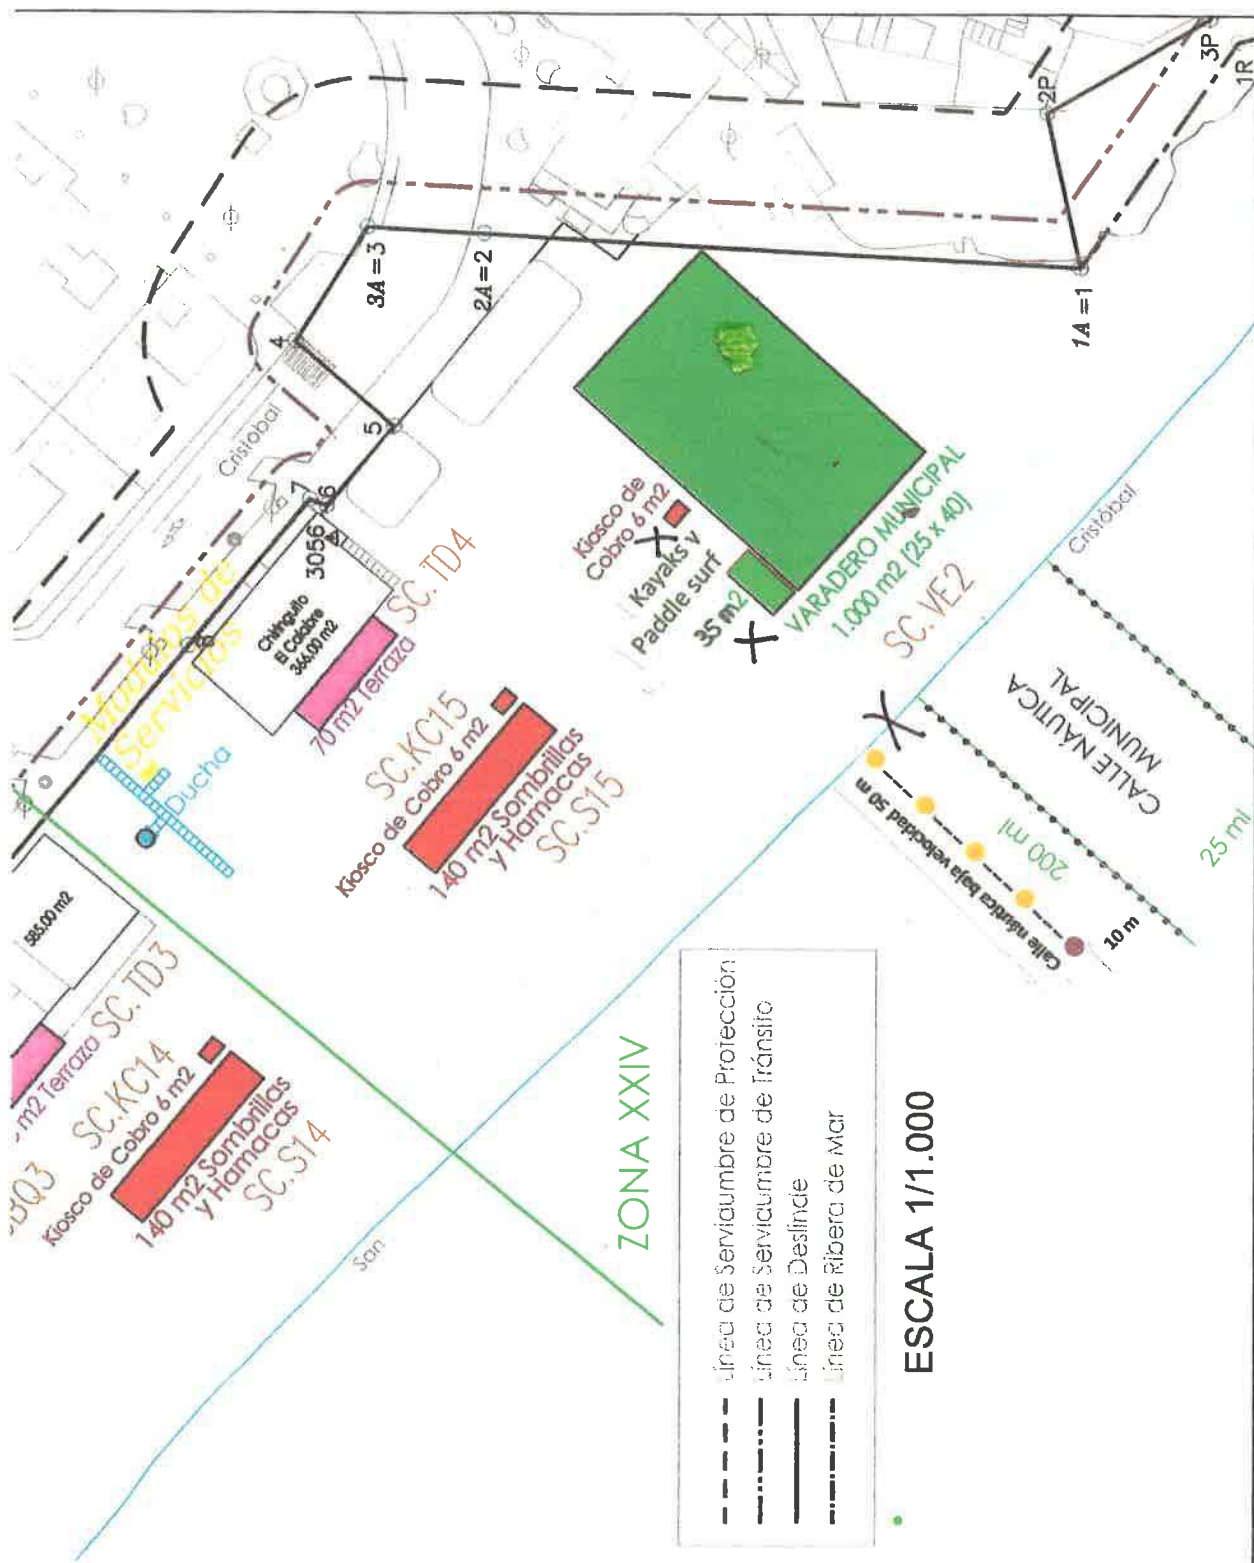 3P
1R
2P
1A =1
2A=2
3A=3
4
5
6
7
Cristobal
3056
Chiringuito
El Calabre
366,00 m2
SC. TD4
70 m2 Terraza
Modulos de
Servicios
Ducha
SC.KC15
Kiosco de Cobro 6 m2
140 m2 Sombrillas
y Hamacas
SC.S15
Kiosco de
Cobro 6 m2
Kayaks y
Paddle surf
35 m2
VARADERO MUNICIPAL
1.000 m2 (25 x 40)
SC.VE2
Cristóbal
CALLE NÁUTICA
MUNICIPAL
200 ml
25 ml
Calle náutica baja velocidad 50 m
10 m
585,00 m2
SC. TD3
m2 Terraza
BQ3
SC.KC14
Kiosco de Cobro 6 m2
140 m2 Sombrillas
y Hamacas
SC.S14
San
ZONA XXIV
Línea de Servidumbre de Protección
Línea de Servidumbre de Tránsito
Línea de Deslinde
Línea de Ribera de Mar
ESCALA 1/1.000